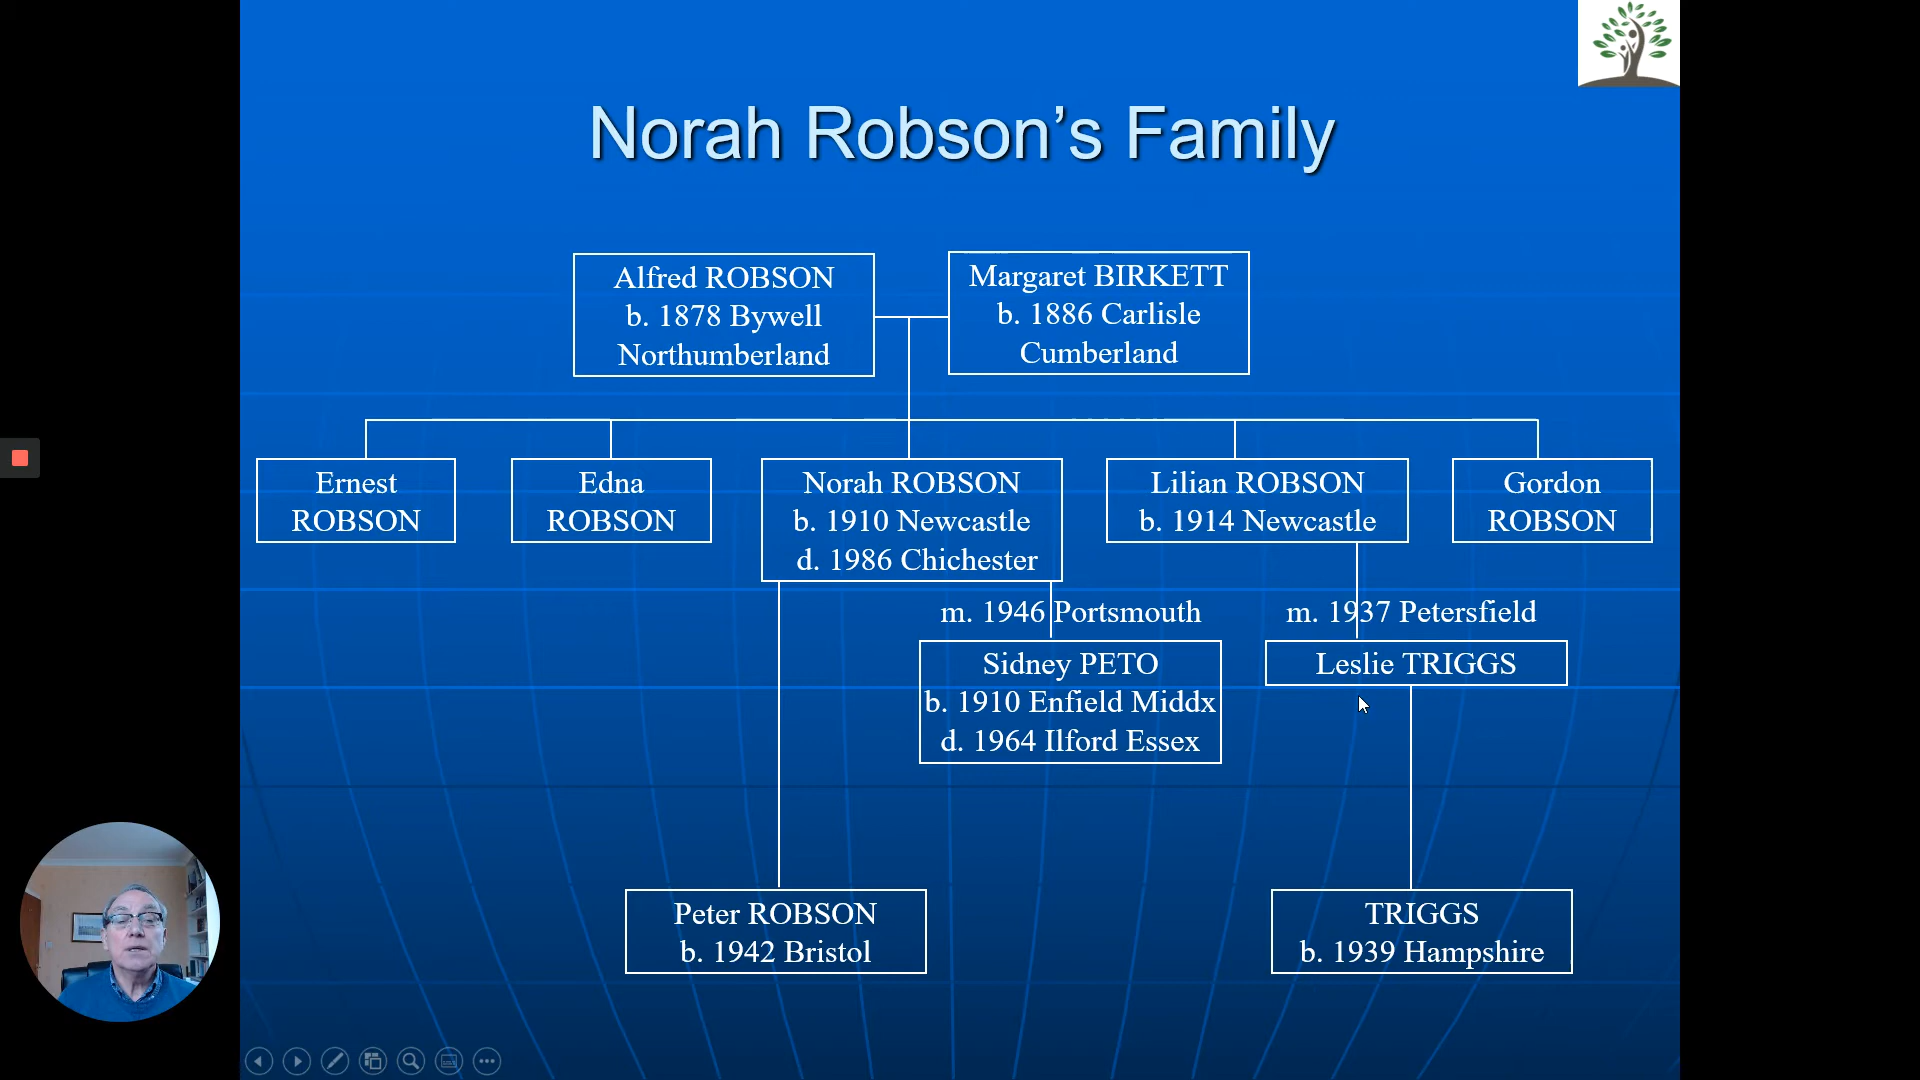 Norah Robson’s Family
Alfred ROBSON
b. 1878 Bywell
Northumberland
Margaret BIRKETT
b. 1886 Carlisle
Cumberland
Ernest
ROBSON
Edna
ROBSON
Norah ROBSON
b. 1910 Newcastle
d. 1986 Chichester
Lilian ROBSON
b. 1914 Newcastle
Gordon
ROBSON
m. 1946 Portsmouth
m. 1937 Petersfield
Sidney PETO
b. 1910 Enfield Middx
d. 1964 Ilford Essex
Leslie TRIGGS
Peter ROBSON
b. 1942 Bristol
TRIGGS
b. 1939 Hampshire